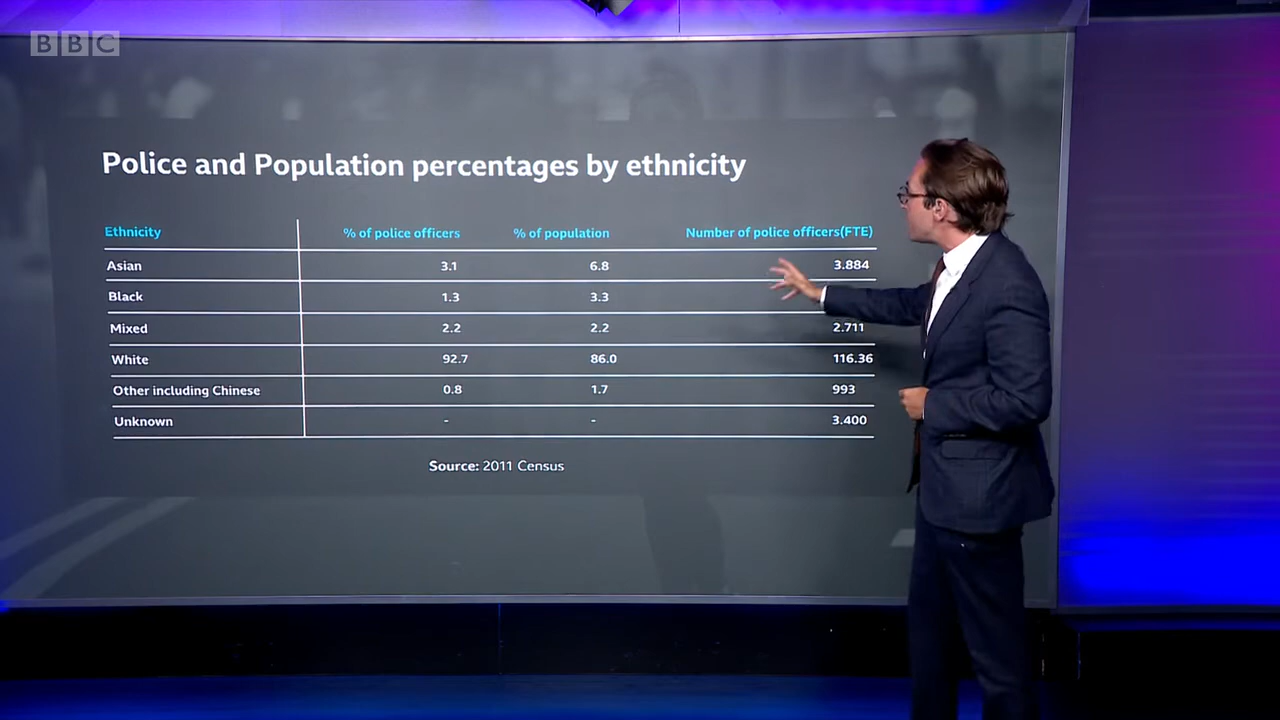 BBC
Police and Population percentages by ethnicity
Ethnicity % of police officers % of population Number of police officers(FTE)
Asian 3.1 6.8 3.884
Black 1.3 3.3
Mixed 2.2 2.2 2.711
White 92.7 86.0 116.36
Other including Chinese 0.8 1.7 993
Unknown - - 3.400
Source: 2011 Census